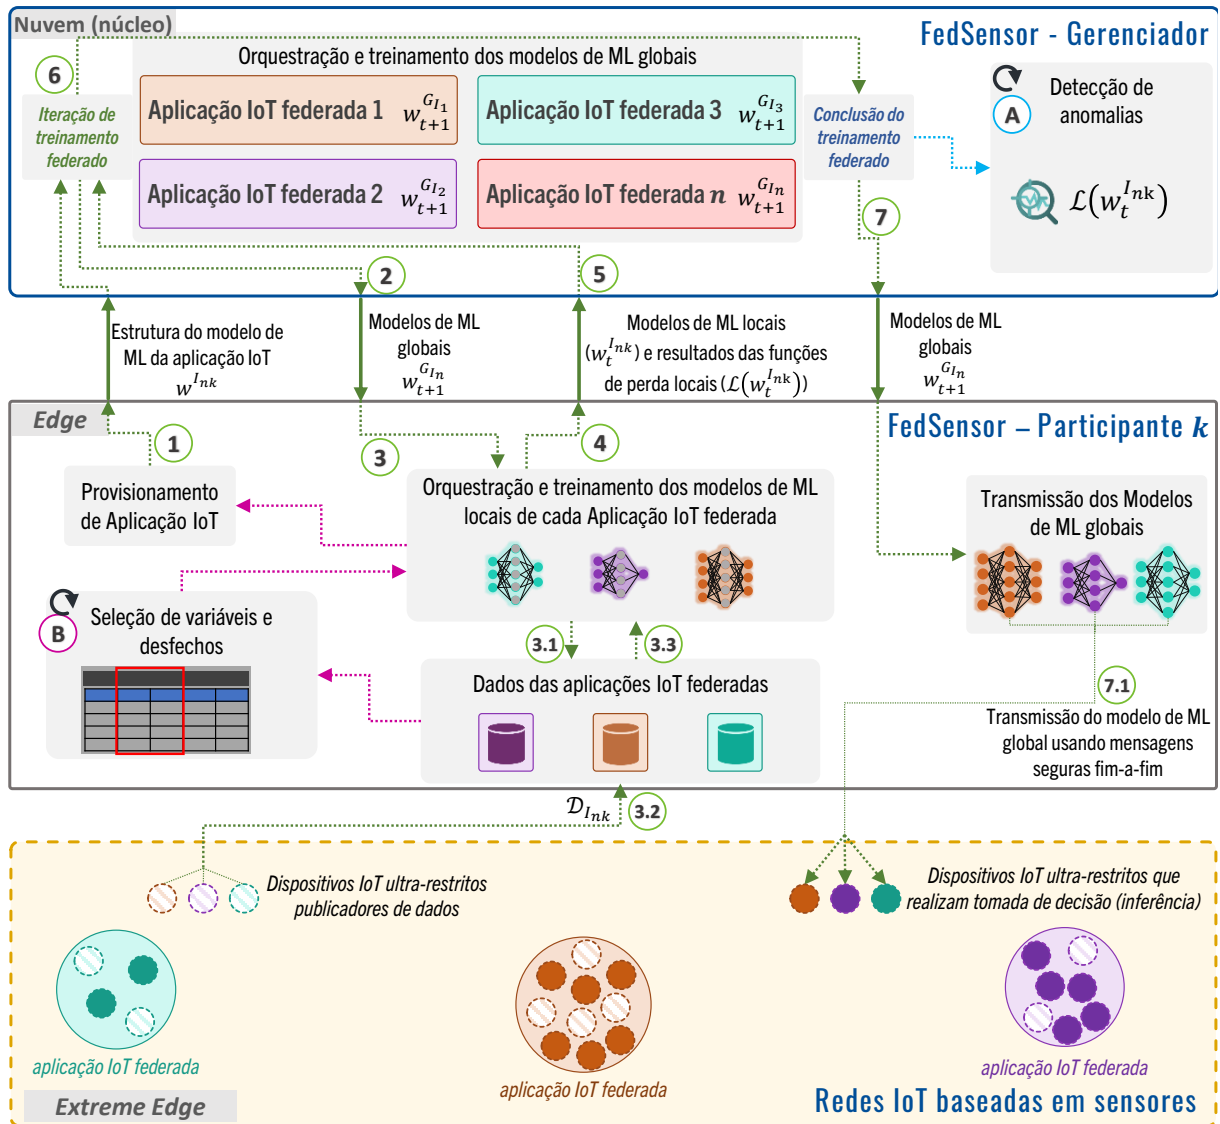 Nuvem (núcleo)
FedSensor - Gerenciador
6
Orquestração e treinamento dos modelos de ML globais
Iteração de
treinamento
federado
Aplicação IoT federada 1 w_{t+1}^{G_{I_1}}
Aplicação IoT federada 3 w_{t+1}^{G_{I_3}}
Aplicação IoT federada 2 w_{t+1}^{G_{I_2}}
Aplicação IoT federada n w_{t+1}^{G_{I_n}}
Conclusão do
treinamento
federado
A
Detecção de
anomalias
ℒ(w_t^{I_{nk}})
2
5
7
Estrutura do modelo de
ML da aplicação IoT
w^{I_{nk}}
Modelos de ML
globais
w_{t+1}^{G_{I_n}}
Modelos de ML locais
(w_t^{I_{nk}}) e resultados das funções
de perda locais (ℒ(w_t^{I_{nk}}))
Modelos de ML
globais
w_{t+1}^{G_{I_n}}
Edge
FedSensor – Participante k
1
3
4
Provisionamento
de Aplicação IoT
Orquestração e treinamento dos modelos de ML
locais de cada Aplicação IoT federada
Transmissão dos Modelos
de ML globais
B
Seleção de variáveis e
desfechos
3.1
3.3
Dados das aplicações IoT federadas
7.1
Transmissão do modelo de ML
global usando mensagens
seguras fim-a-fim
𝒟_{I_{nk}}
3.2
Dispositivos IoT ultra-restritos
publicadores de dados
Dispositivos IoT ultra-restritos que
realizam tomada de decisão (inferência)
aplicação IoT federada
aplicação IoT federada
aplicação IoT federada
Extreme Edge
Redes IoT baseadas em sensores